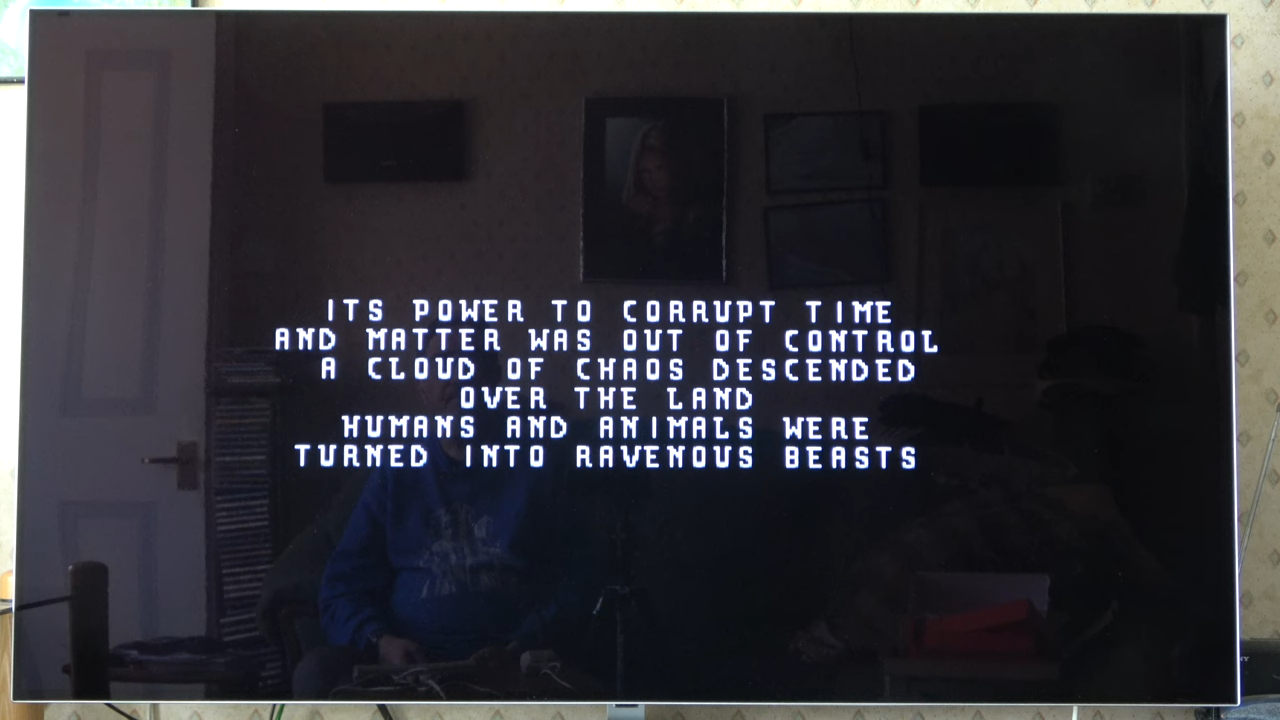 ITS POWER TO CORRUPT TIME
AND MATTER WAS OUT OF CONTROL
A CLOUD OF CHAOS DESCENDED
OVER THE LAND
HUMANS AND ANIMALS WERE
TURNED INTO RAVENOUS BEASTS